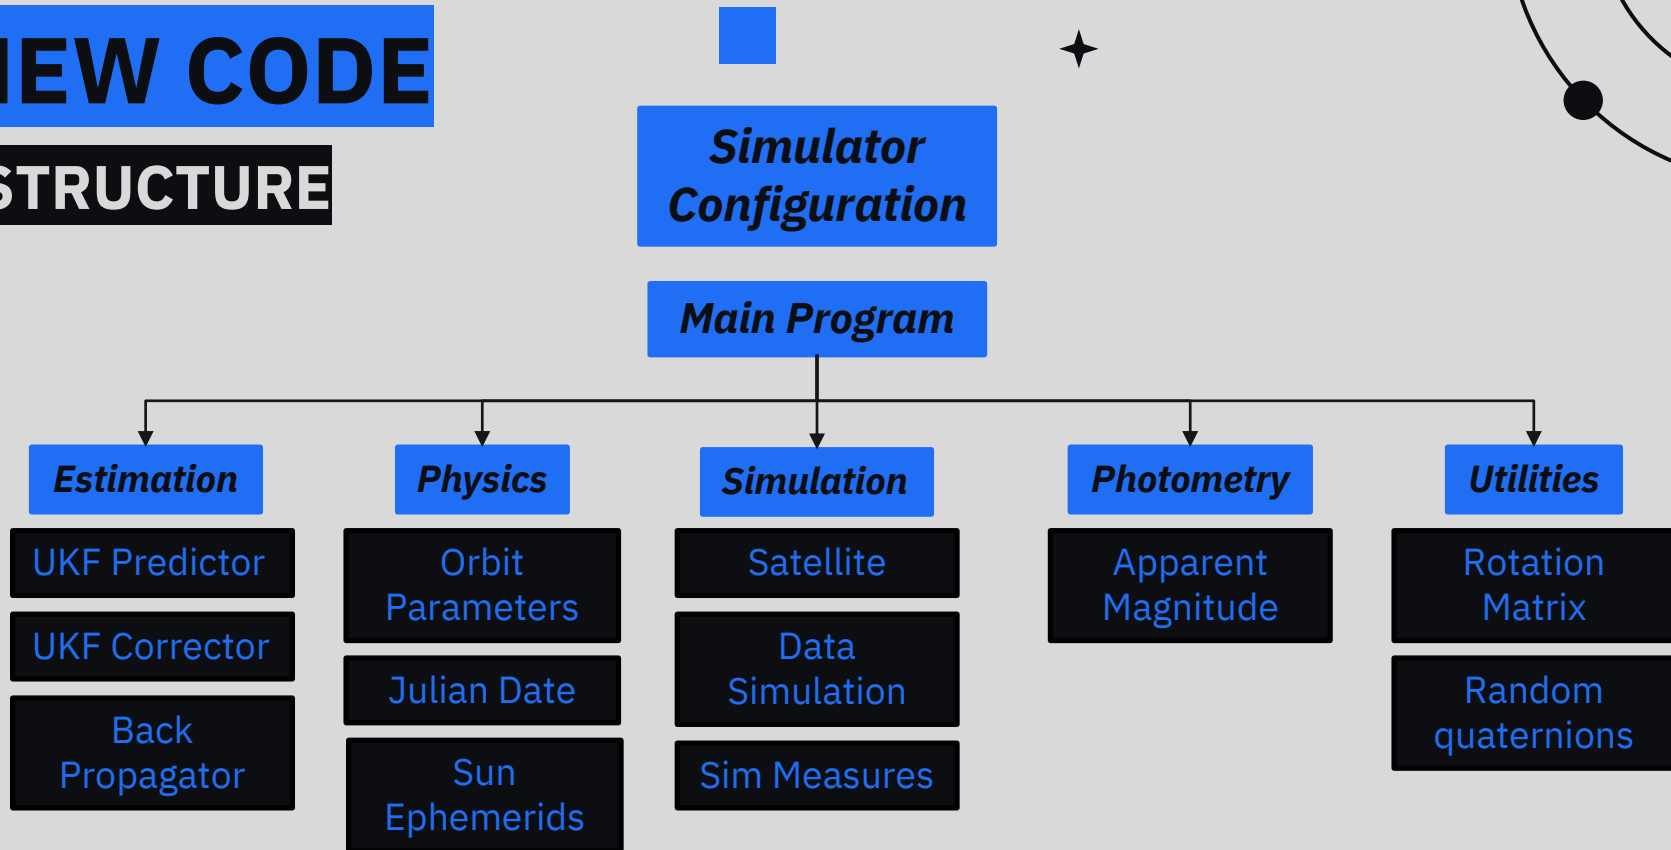 NEW CODE
STRUCTURE
Simulator
Configuration
Main Program
Estimation
UKF Predictor
UKF Corrector
Back
Propagator
Physics
Orbit
Parameters
Julian Date
Sun
Ephemerids
Simulation
Satellite
Data
Simulation
Sim Measures
Photometry
Apparent
Magnitude
Utilities
Rotation
Matrix
Random
quaternions